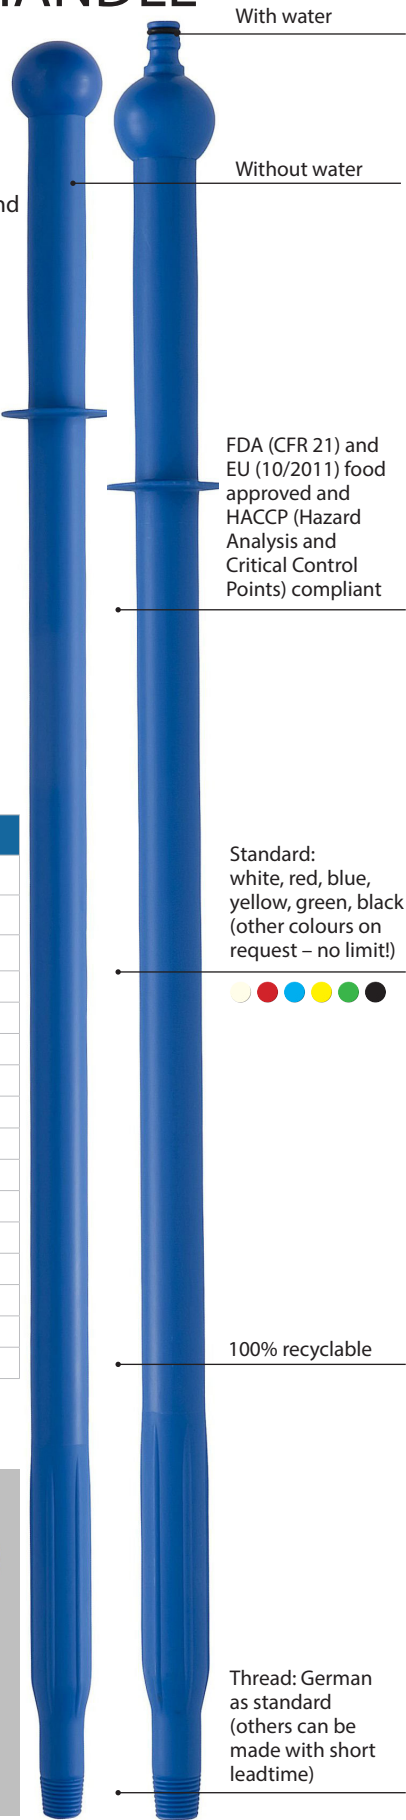 HANDLE
With water
Without water
nd
FDA (CFR 21) and
EU (10/2011) food
approved and
HACCP (Hazard
Analysis and
Critical Control
Points) compliant
Standard:
white, red, blue,
yellow, green, black
(other colours on
request – no limit!)
100% recyclable
Thread: German
as standard
(others can be
made with short
leadtime)